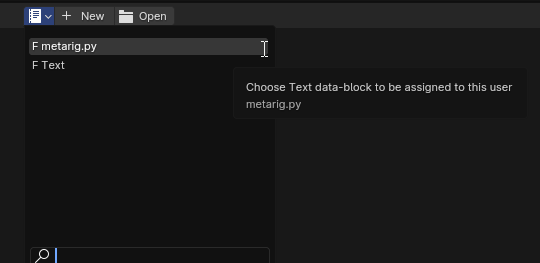 New Open
F metarig.py
F Text
Choose Text data-block to be assigned to this user
metarig.py